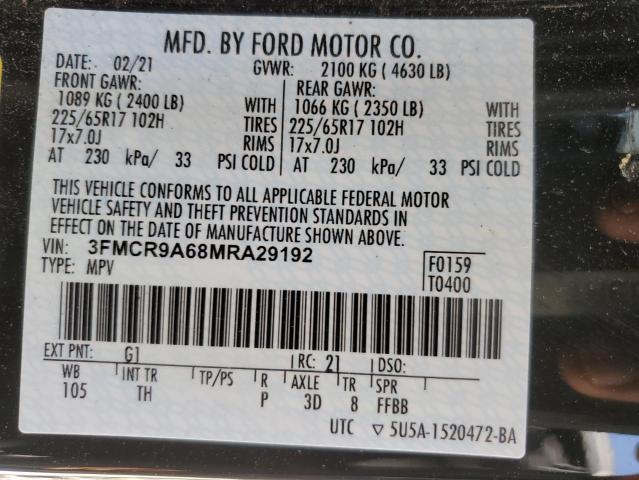 MFD. BY FORD MOTOR CO.
DATE: 02/21 GVWR: 2100 KG ( 4630 LB)
FRONT GAWR: REAR GAWR:
1089 KG ( 2400 LB) WITH 1066 KG ( 2350 LB) WITH
225/65R17 102H TIRES 225/65R17 102H TIRES
17x7.0J RIMS 17x7.0J RIMS
AT 230 kPa/ 33 PSI COLD AT 230 kPa/ 33 PSI COLD
THIS VEHICLE CONFORMS TO ALL APPLICABLE FEDERAL MOTOR
VEHICLE SAFETY AND THEFT PREVENTION STANDARDS IN
EFFECT ON THE DATE OF MANUFACTURE SHOWN ABOVE.
VIN: 3FMCR9A68MRA29192 F0159
TYPE: MPV T0400
EXT PNT: G1 RC: 21 DSO:
WB INT TR TP/PS R AXLE TR SPR
105 TH P 3D 8 FFBB
UTC ▽ 5U5A-1520472-BA